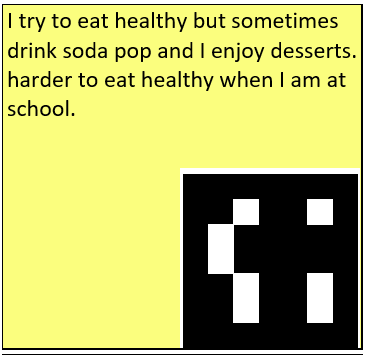 I try to eat healthy but sometimes
drink soda pop and I enjoy desserts.
harder to eat healthy when I am at
school.